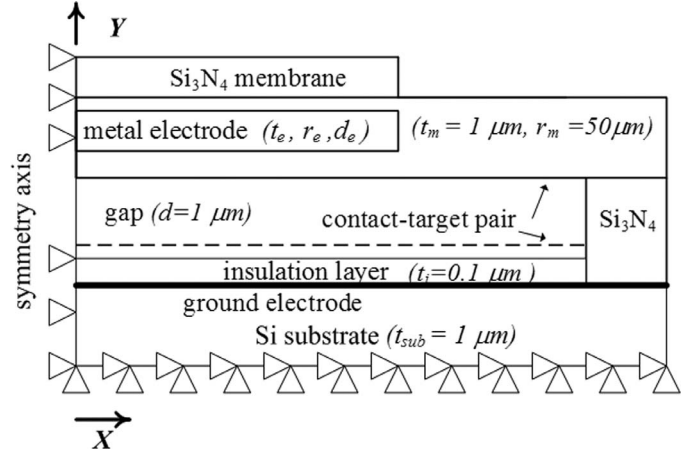 Y
Si₃N₄ membrane
metal electrode (tₑ, rₑ ,dₑ)
(tₘ = 1 μm, rₘ =50μm)
symmetry axis
gap (d=1 μm)
contact-target pair
Si₃N₄
insulation layer (tᵢ=0.1 μm)
ground electrode
Si substrate (t_sub = 1 μm)
X